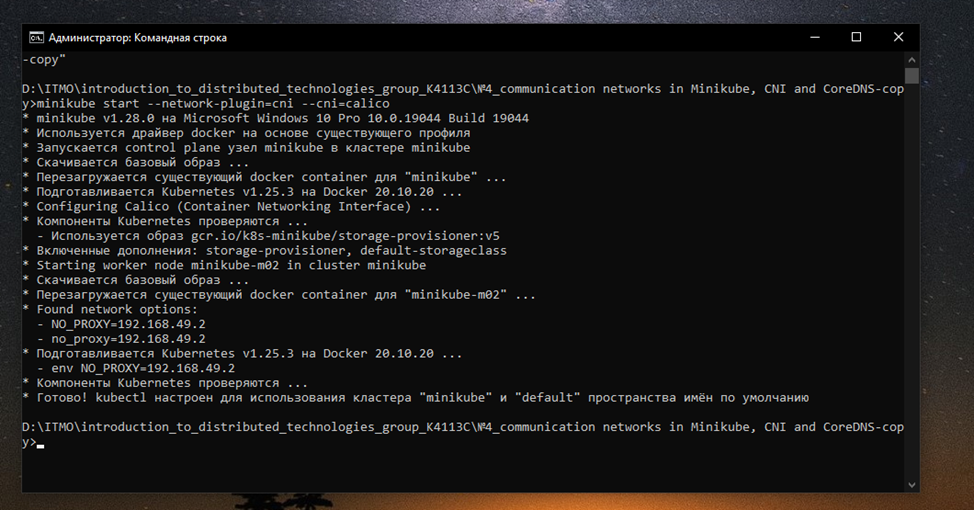 Администратор: Командная строка
-copy"
D:\ITMO\introduction_to_distributed_technologies_group_K4113C\№4_communication networks in Minikube, CNI and CoreDNS-cop
y>minikube start --network-plugin=cni --cni=calico
* minikube v1.28.0 на Microsoft Windows 10 Pro 10.0.19044 Build 19044
* Используется драйвер docker на основе существующего профиля
* Запускается control plane узел minikube в кластере minikube
* Скачивается базовый образ ...
* Перезагружается существующий docker container для "minikube" ...
* Подготавливается Kubernetes v1.25.3 на Docker 20.10.20 ...
* Configuring Calico (Container Networking Interface) ...
* Компоненты Kubernetes проверяются ...
  - Используется образ gcr.io/k8s-minikube/storage-provisioner:v5
* Включенные дополнения: storage-provisioner, default-storageclass
* Starting worker node minikube-m02 in cluster minikube
* Скачивается базовый образ ...
* Перезагружается существующий docker container для "minikube-m02" ...
* Found network options:
  - NO_PROXY=192.168.49.2
  - no_proxy=192.168.49.2
* Подготавливается Kubernetes v1.25.3 на Docker 20.10.20 ...
  - env NO_PROXY=192.168.49.2
* Компоненты Kubernetes проверяются ...
* Готово! kubectl настроен для использования кластера "minikube" и "default" пространства имён по умолчанию
D:\ITMO\introduction_to_distributed_technologies_group_K4113C\№4_communication networks in Minikube, CNI and CoreDNS-cop
y>